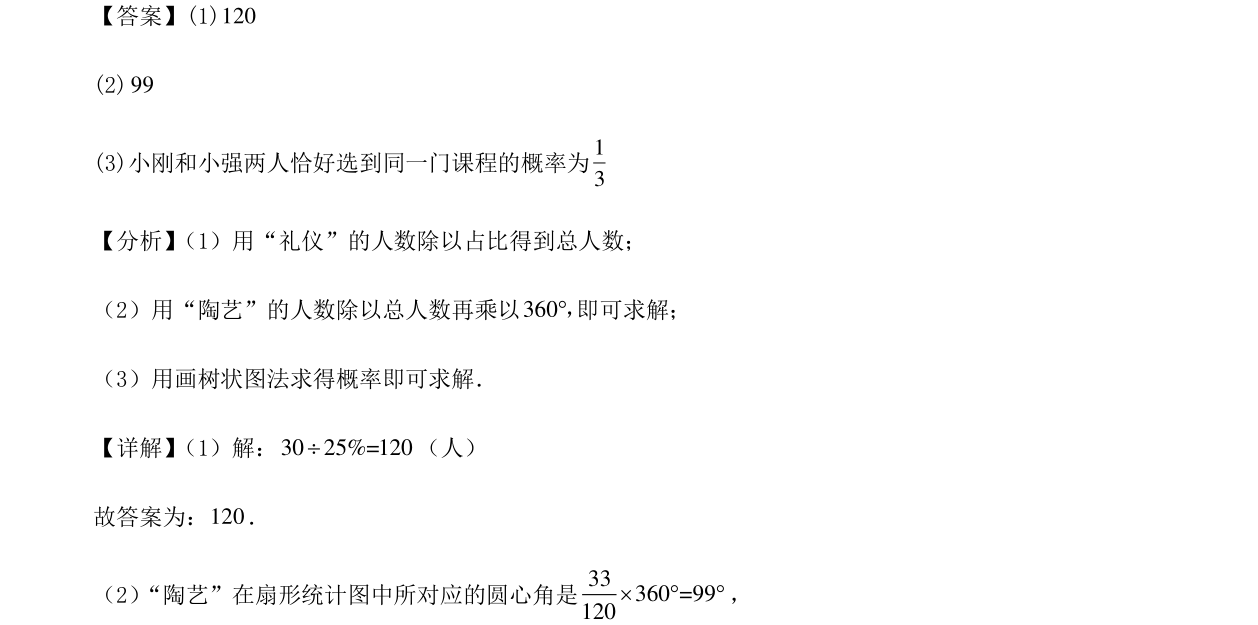 【答案】(1)120
(2)99
(3)小刚和小强两人恰好选到同一门课程的概率为1/3
【分析】（1）用“礼仪”的人数除以占比得到总人数；
（2）用“陶艺”的人数除以总人数再乘以360°，即可求解；
（3）用画树状图法求得概率即可求解．
【详解】（1）解：30÷25%=120（人）
故答案为：120．
（2）“陶艺”在扇形统计图中所对应的圆心角是33/120×360°=99°，